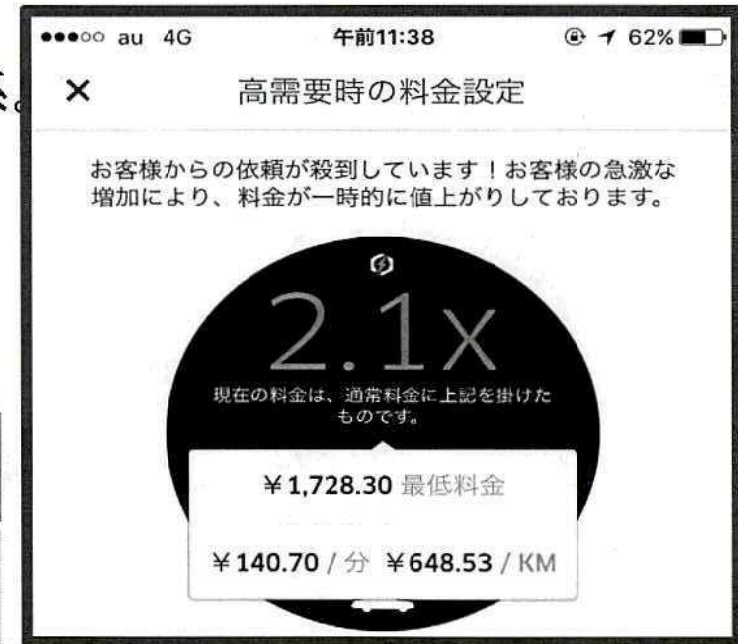 au 4G 午前11:38 62%
× 高需要時の料金設定
お客様からの依頼が殺到しています！お客様の急激な
増加により、料金が一時的に値上がりしております。
2.1x
現在の料金は、通常料金に上記を掛けた
ものです。
¥1,728.30 最低料金
¥140.70 / 分 ¥648.53 / KM